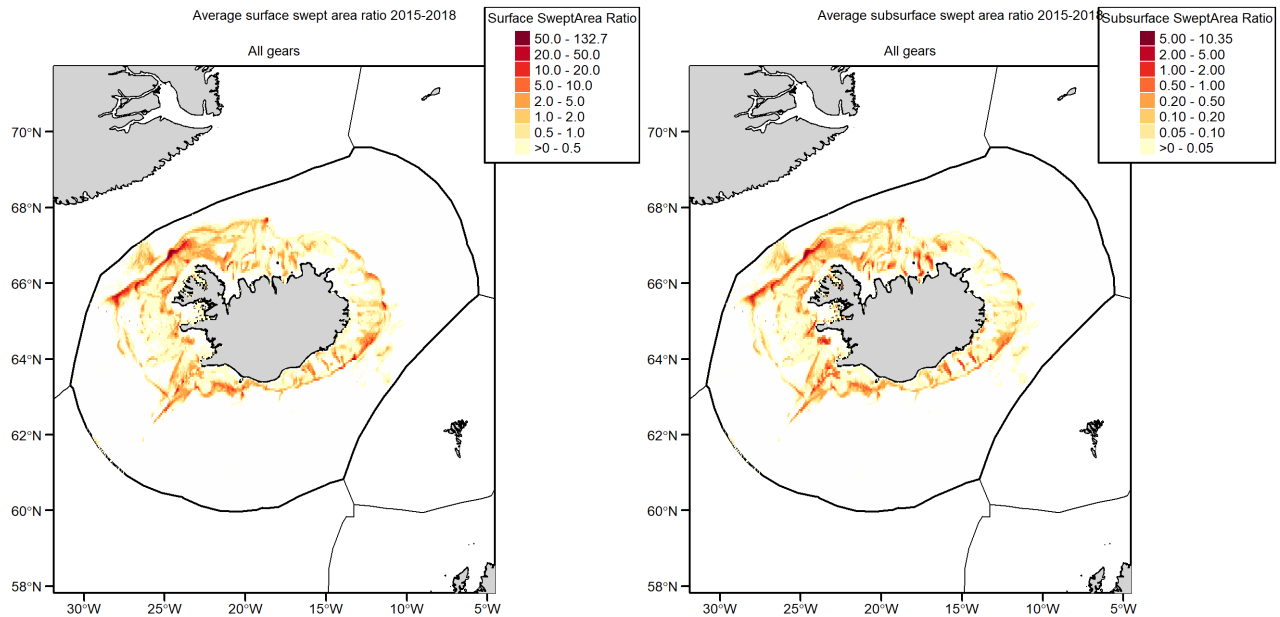 Average surface swept area ratio 2015-2018
All gears
Surface SweptArea Ratio
50.0 - 132.7
20.0 - 50.0
10.0 - 20.0
5.0 - 10.0
2.0 - 5.0
1.0 - 2.0
0.5 - 1.0
>0 - 0.5
70°N
68°N
66°N
64°N
62°N
60°N
58°N
30°W
25°W
20°W
15°W
10°W
5°W
Average subsurface swept area ratio 2015-2018
All gears
Subsurface SweptArea Ratio
5.00 - 10.35
2.00 - 5.00
1.00 - 2.00
0.50 - 1.00
0.20 - 0.50
0.10 - 0.20
0.05 - 0.10
>0 - 0.05
70°N
68°N
66°N
64°N
62°N
60°N
58°N
30°W
25°W
20°W
15°W
10°W
5°W